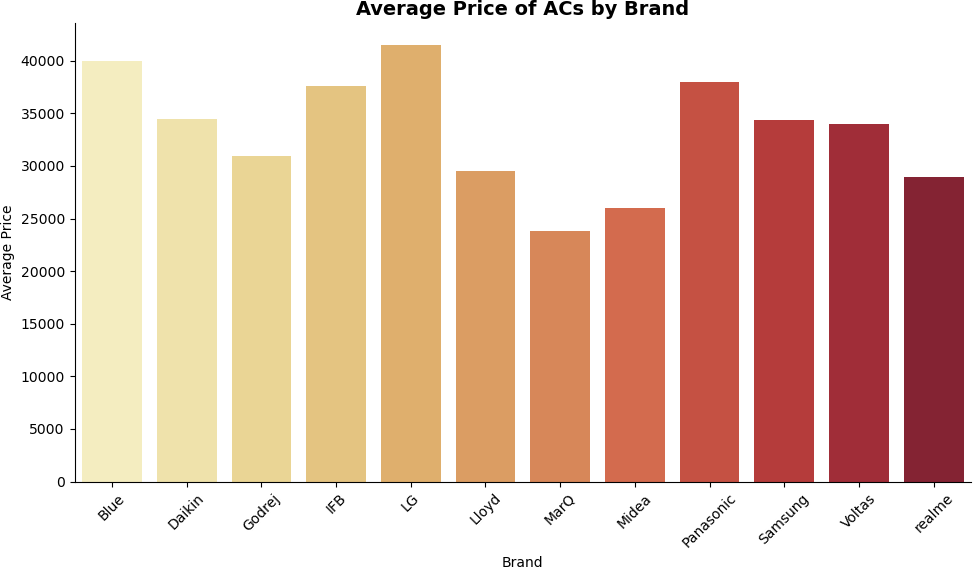 Average Price of ACs by Brand
Average Price
40000
35000
30000
25000
20000
15000
10000
5000
0
Blue
Daikin
Godrej
IFB
LG
Lloyd
MarQ
Midea
Panasonic
Samsung
Voltas
realme
Brand